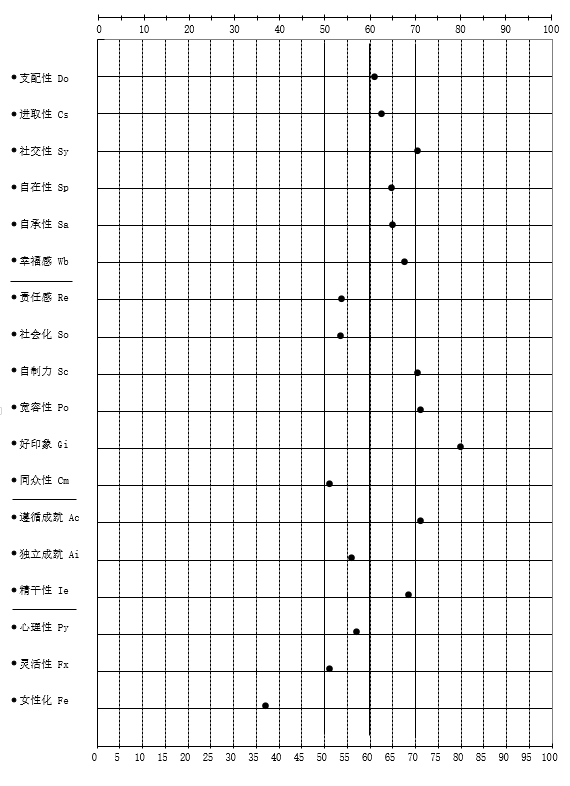 0 10 20 30 40 50 60 70 80 90 100
● 支配性 Do
● 进取性 Cs
● 社交性 Sy
● 自在性 Sp
● 自承性 Sa
● 幸福感 Wb
● 责任感 Re
● 社会化 So
● 自制力 Sc
● 宽容性 Po
● 好印象 Gi
● 同众性 Cm
● 遵循成就 Ac
● 独立成就 Ai
● 精干性 Ie
● 心理性 Py
● 灵活性 Fx
● 女性化 Fe
0 5 10 15 20 25 30 35 40 45 50 55 60 65 70 75 80 85 90 95 100